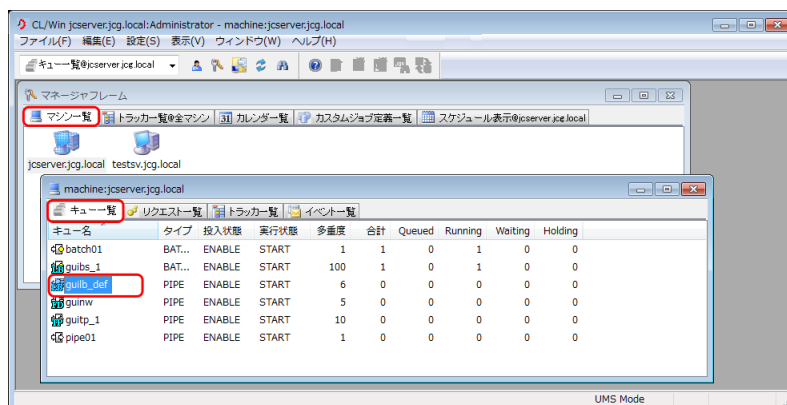 CL/Win jcserver.jcg.local:Administrator - machine:jcserver.jcg.local
ファイル(F) 編集(E) 設定(S) 表示(V) ウィンドウ(W) ヘルプ(H)
キュー一覧@jcserver.jcg.local
マネージャフレーム
マシン一覧 トラッカー一覧@全マシン カレンダー一覧 カスタムジョブ定義一覧 スケジュール表示@jcserver.jcg.local
jcserver.jcg.local testsv.jcg.local
machine:jcserver.jcg.local
キュー一覧 リクエスト一覧 トラッカー一覧 イベント一覧
キュー名 タイプ 投入状態 実行状態 多重度 合計 Queued Running Waiting Holding
batch01 BAT... ENABLE START 1 1 0 1 0 0
guibs_1 BAT... ENABLE START 100 1 0 1 0 0
guilb_def PIPE ENABLE START 6 0 0 0 0 0
guinw PIPE ENABLE START 5 0 0 0 0 0
guitp_1 PIPE ENABLE START 10 0 0 0 0 0
pipe01 PIPE ENABLE START 1 0 0 0 0 0
UMS Mode